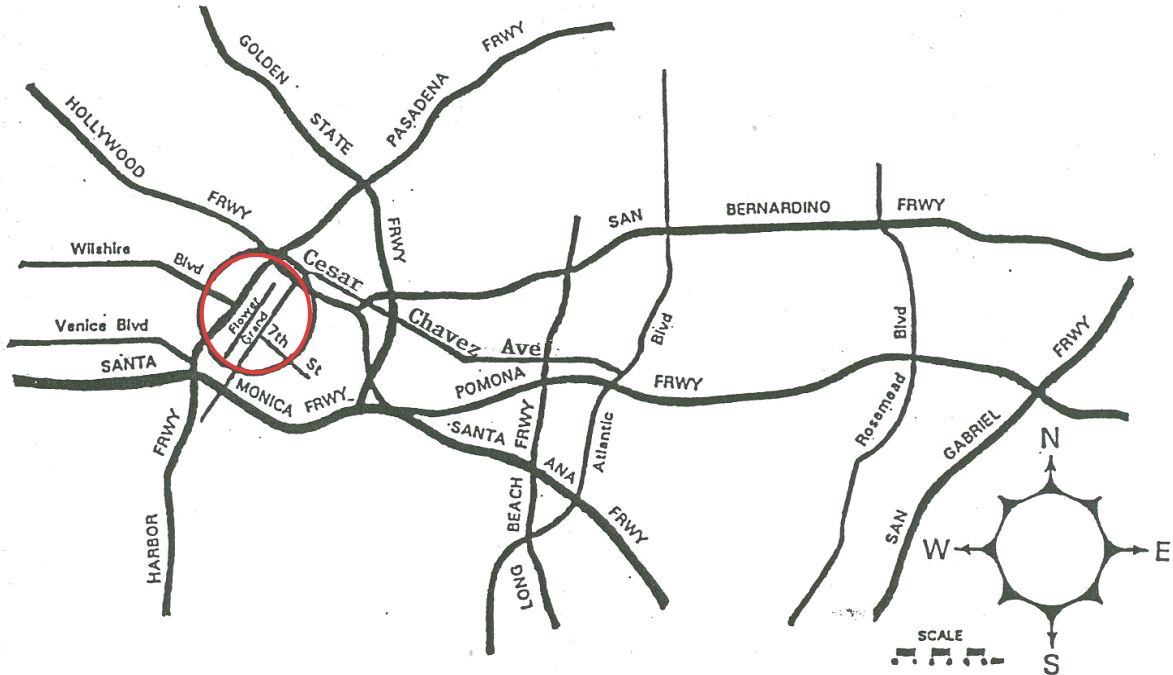 GOLDEN STATE FRWY
PASADENA FRWY
HOLLYWOOD FRWY
Wilshire Blvd
Cesar Chavez Ave
SAN BERNARDINO FRWY
Flower
Grand
7th St
Venice Blvd
SANTA MONICA FRWY
POMONA FRWY
Atlantic Blvd
Rosemead Blvd
SAN GABRIEL FRWY
SANTA ANA FRWY
LONG BEACH FRWY
HARBOR FRWY
N
W
E
S
SCALE